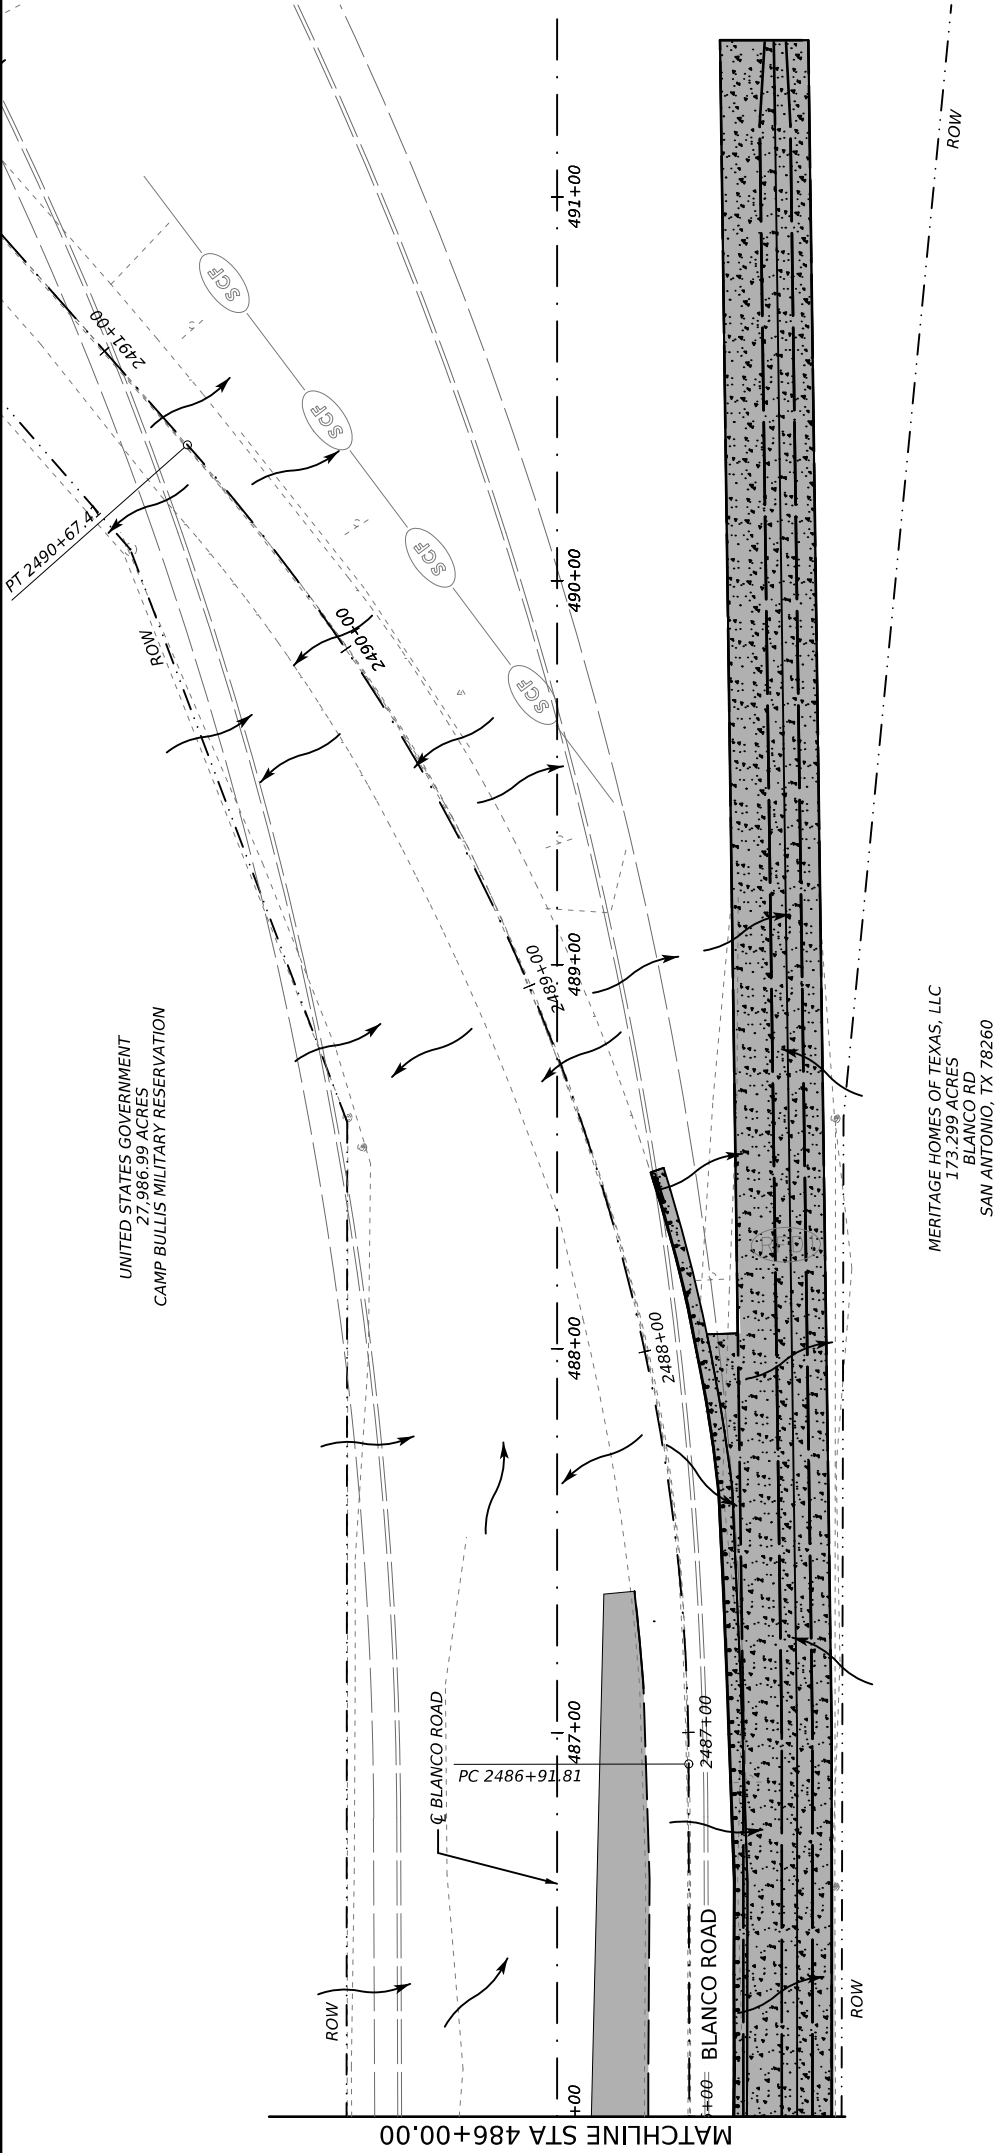 491+00
ROW
SCF
2491+00
SCF
PT 2490+67.41
SCF
490+00
2490+00
ROW
SCF
489+00
2489+00
UNITED STATES GOVERNMENT
27,986.99 ACRES
CAMP BULLIS MILITARY RESERVATION
MERITAGE HOMES OF TEXAS, LLC
173.299 ACRES
BLANCO RD
SAN ANTONIO, TX 78260
488+00
2488+00
℄ BLANCO ROAD
487+00
2487+00
PC 2486+91.81
BLANCO ROAD
ROW
ROW
+00
+00
MATCHLINE STA 486+00.00